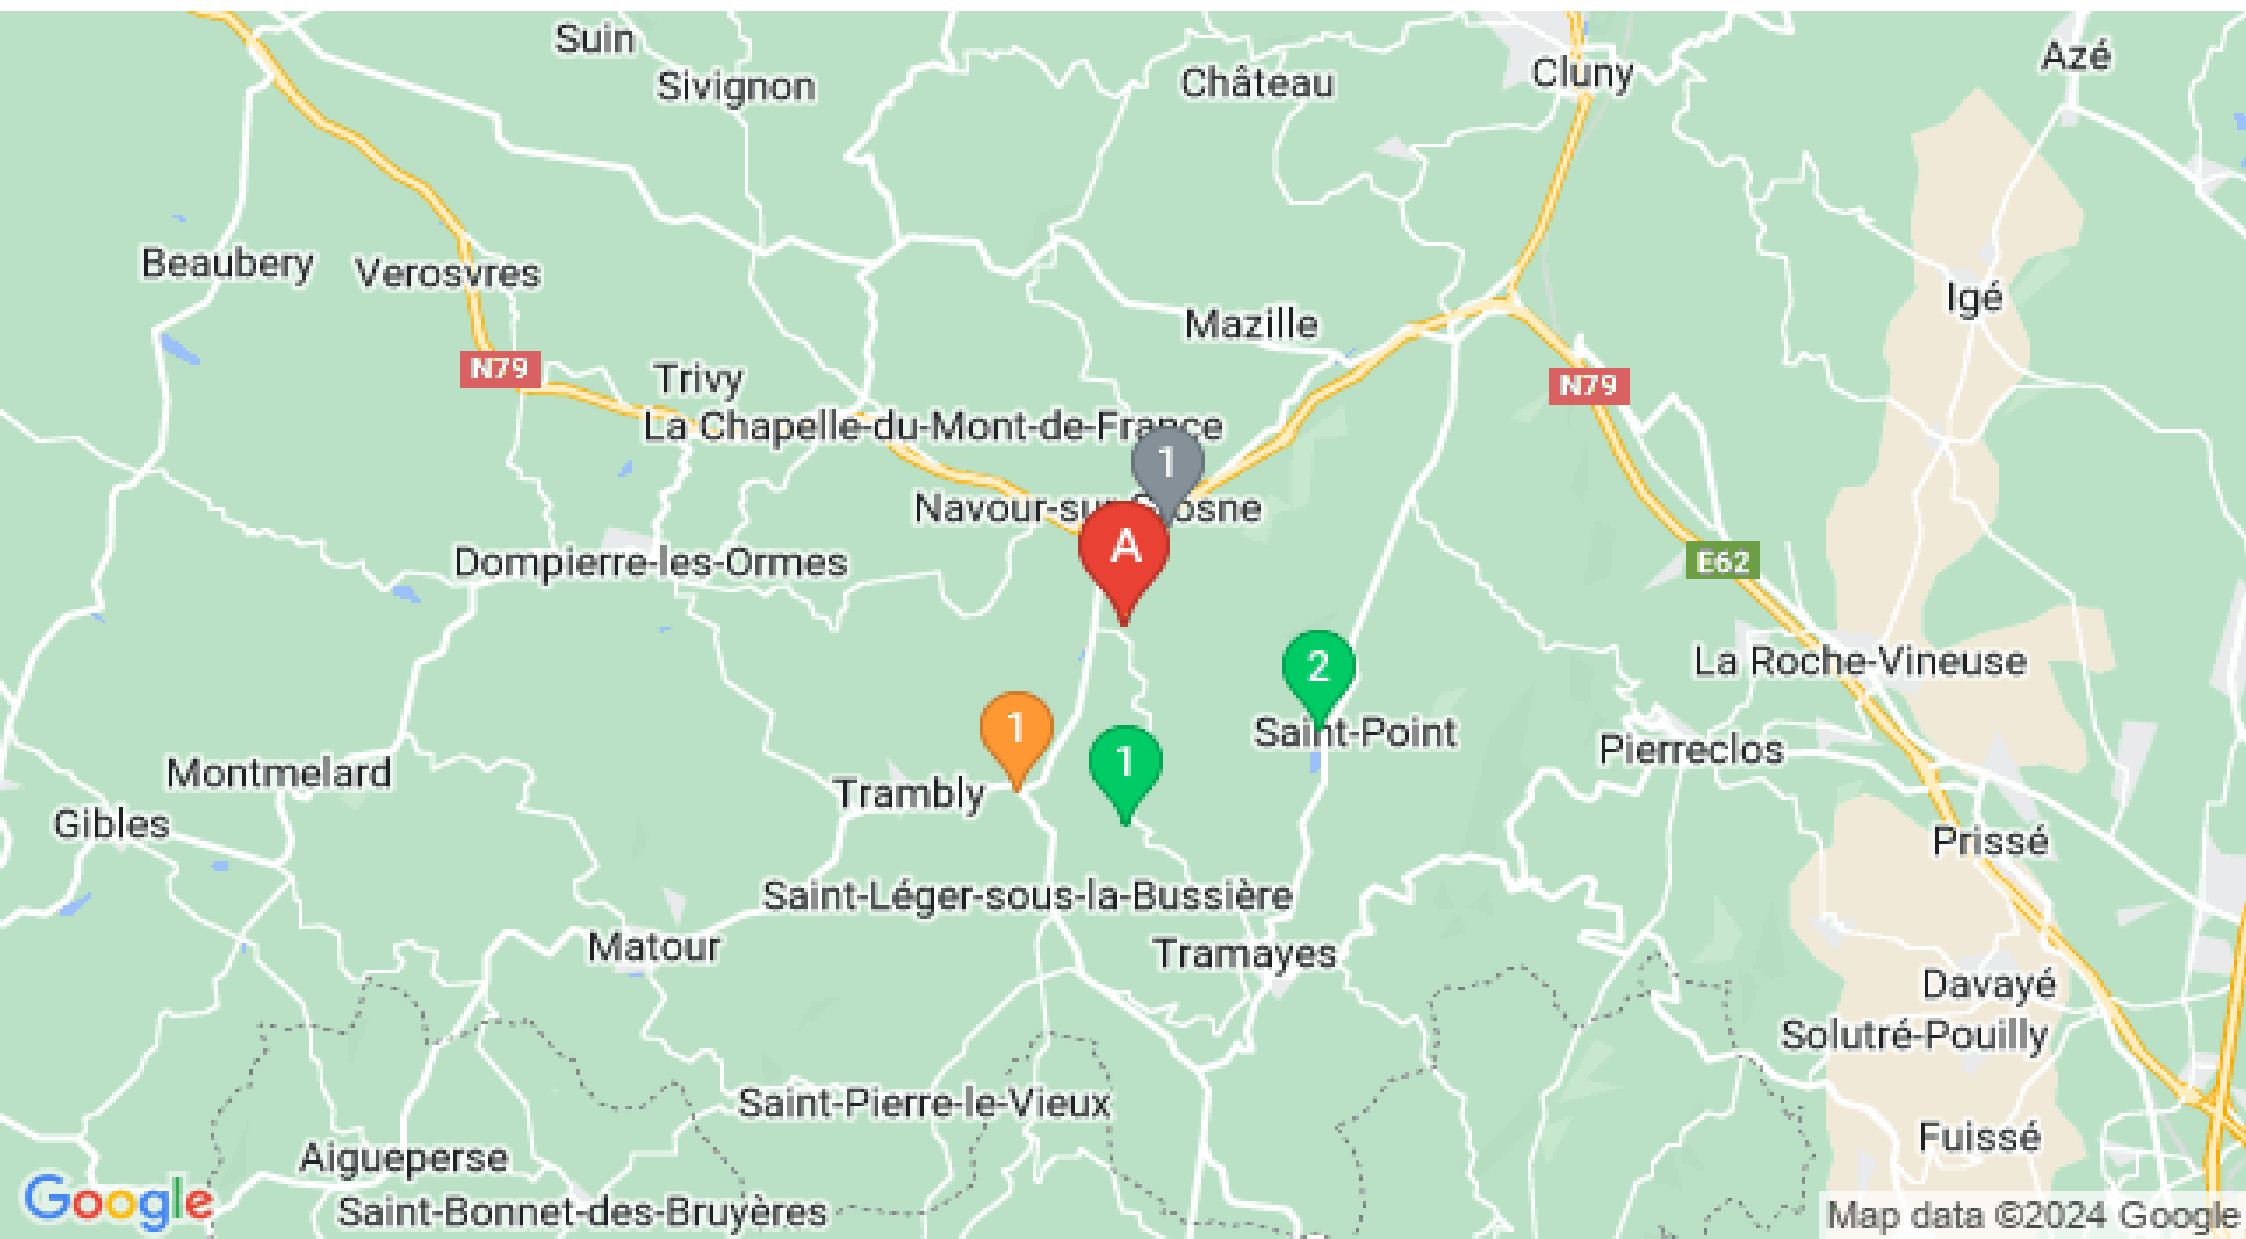 Suin
Azé
Cluny
Sivignon
Château
Beaubery
Verosvres
Igé
Mazille
N79
Trivy
N79
La Chapelle-du-Mont-de-France
1
Navour-sur-Grosne
A
Dompierre-les-Ormes
E62
2
La Roche-Vineuse
1
Saint-Point
Pierreclos
1
Montmelard
Trambly
Gibles
Prissé
Saint-Léger-sous-la-Bussière
Matour
Tramayes
Davayé
Solutré-Pouilly
Saint-Pierre-le-Vieux
Fuissé
Aigueperse
Google
Saint-Bonnet-des-Bruyères
Map data ©2024 Google